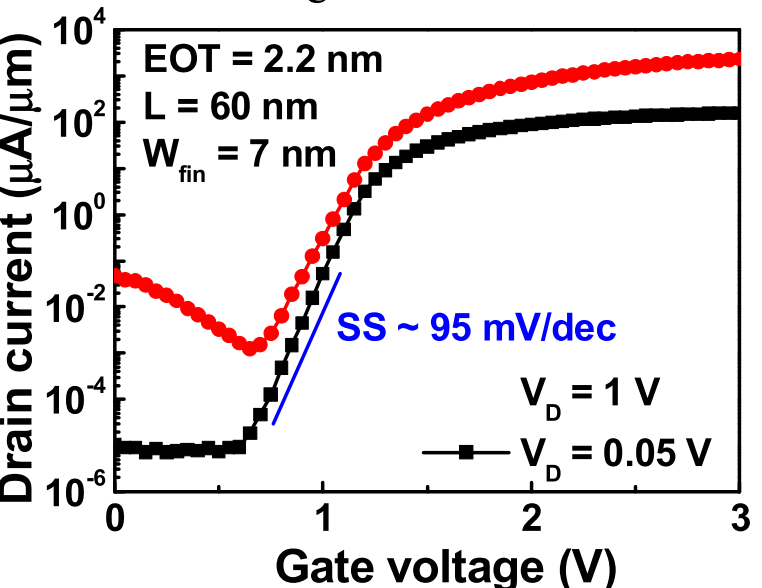 10^4
10^2
10^0
10^-2
10^-4
10^-6
Drain current (μA/μm)
EOT = 2.2 nm
L = 60 nm
W_fin = 7 nm
SS ~ 95 mV/dec
V_D = 1 V
V_D = 0.05 V
0 1 2 3
Gate voltage (V)